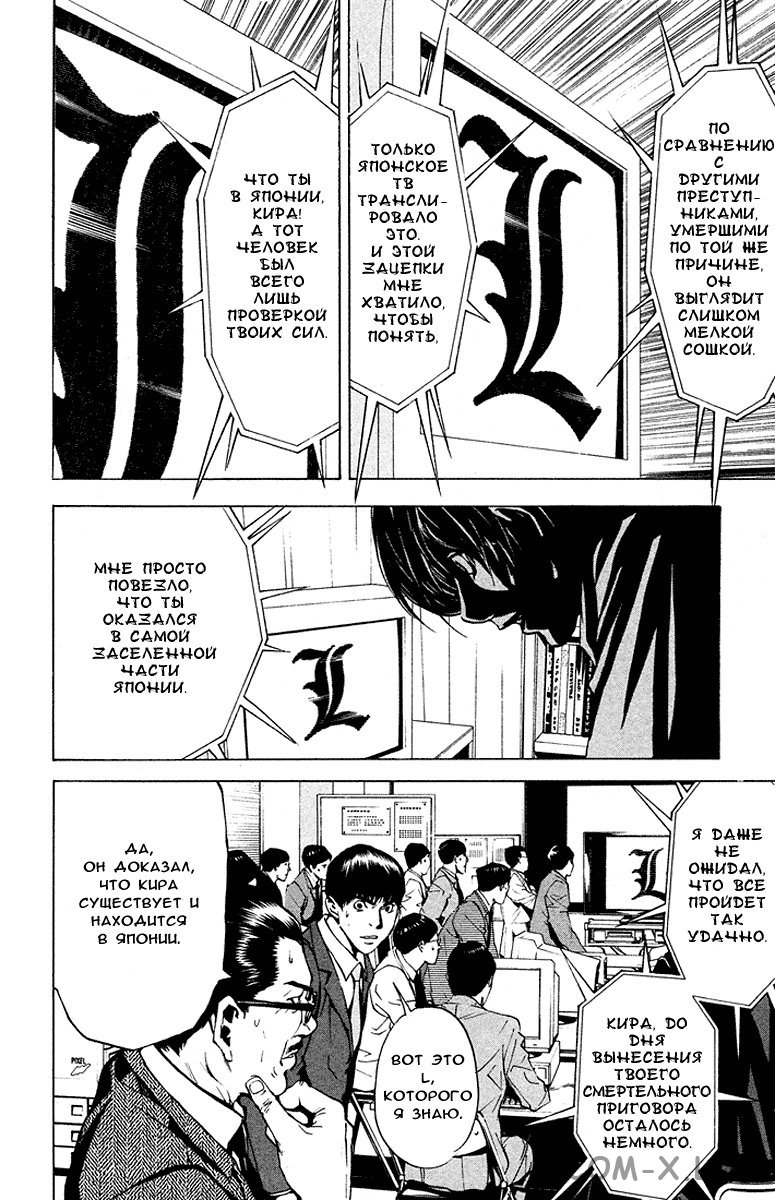 ПО
СРАВНЕНИЮ
С
ДРУГИМИ
ПРЕСТУП-
НИКАМИ,
УМЕРШИМИ
ПО ТОЙ ЖЕ
ПРИЧИНЕ,
ОН
ВЫГЛЯДИТ
СЛИШКОМ
МЕЛКОЙ
СОШКОЙ.
L
ТОЛЬКО
ЯПОНСКОЕ
ТВ
ТРАНСЛИ-
РОВАЛО
ЭТО.
И ЭТОЙ
ЗАЦЕПКИ
МНЕ
ХВАТИЛО,
ЧТОБЫ
ПОНЯТЬ,
ЧТО ТЫ
В ЯПОНИИ,
КИРА!
А ТОТ
ЧЕЛОВЕК
БЫЛ
ВСЕГО
ЛИШЬ
ПРОВЕРКОЙ
ТВОИХ СИЛ.
L
МНЕ ПРОСТО
ПОВЕЗЛО,
ЧТО ТЫ
ОКАЗАЛСЯ
В САМОЙ
ЗАСЕЛЕННОЙ
ЧАСТИ
ЯПОНИИ.
L
Я ДАЖЕ
НЕ
ОЖИДАЛ,
ЧТО ВСЕ
ПРОЙДЕТ
ТАК
УДАЧНО.
КИРА, ДО
ДНЯ
ВЫНЕСЕНИЯ
ТВОЕГО
СМЕРТЕЛЬНОГО
ПРИГОВОРА
ОСТАЛОСЬ
НЕМНОГО.
ДА,
ОН ДОКАЗАЛ,
ЧТО КИРА
СУЩЕСТВУЕТ И
НАХОДИТСЯ
В ЯПОНИИ.
ВОТ ЭТО
L,
КОТОРОГО
Я ЗНАЮ.
PIXEL